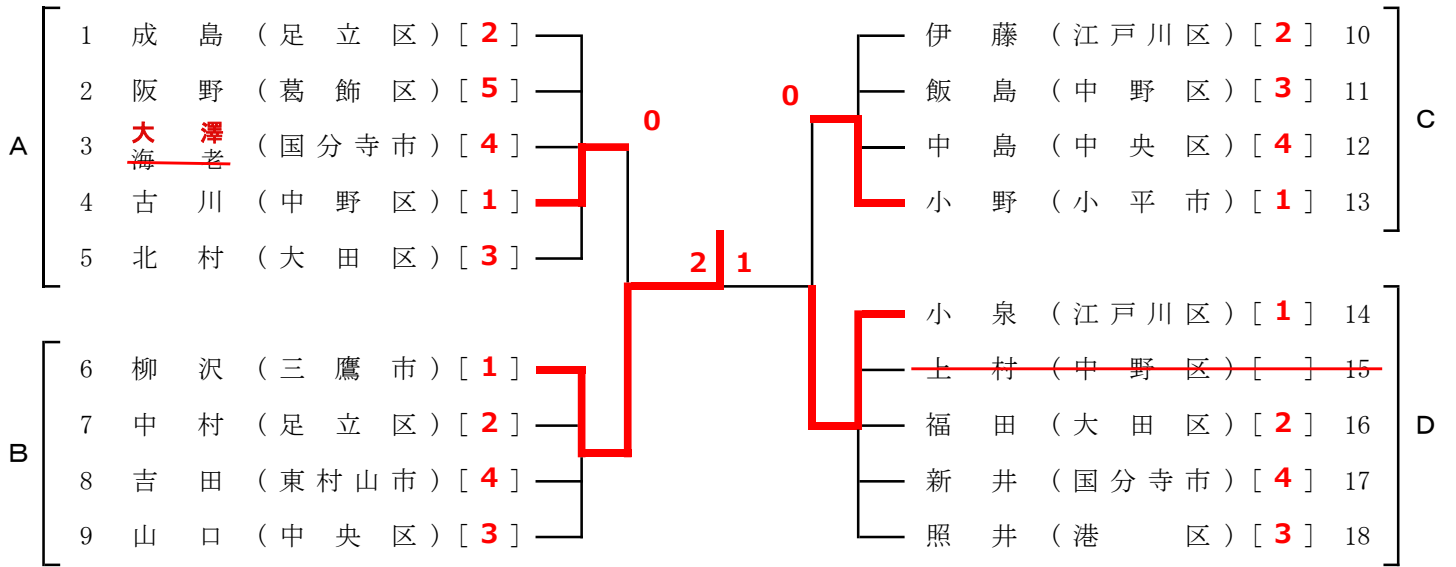 A
1 成島 (足立区) [2]
2 阪野 (葛飾区) [5]
大澤
3 海老 (国分寺市) [4]
4 古川 (中野区) [1]
5 北村 (大田区) [3]
B
6 柳沢 (三鷹市) [1]
7 中村 (足立区) [2]
8 吉田 (東村山市) [4]
9 山口 (中央区) [3]
0
0
2 1
伊藤 (江戸川区) [2] 10
飯島 (中野区) [3] 11
中島 (中央区) [4] 12
小野 (小平市) [1] 13
C
小泉 (江戸川区) [1] 14
上村 (中野区) [ ] 15
福田 (大田区) [2] 16
新井 (国分寺市) [4] 17
照井 (港区) [3] 18
D